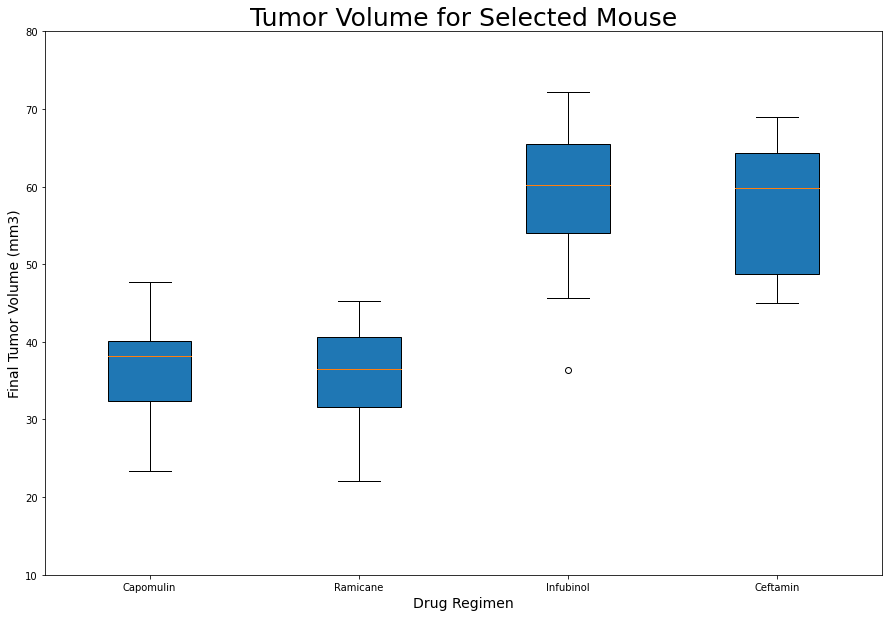 Tumor Volume for Selected Mouse
80
70
60
50
40
30
20
10
Final Tumor Volume (mm3)
Capomulin Ramicane Infubinol Ceftamin
Drug Regimen